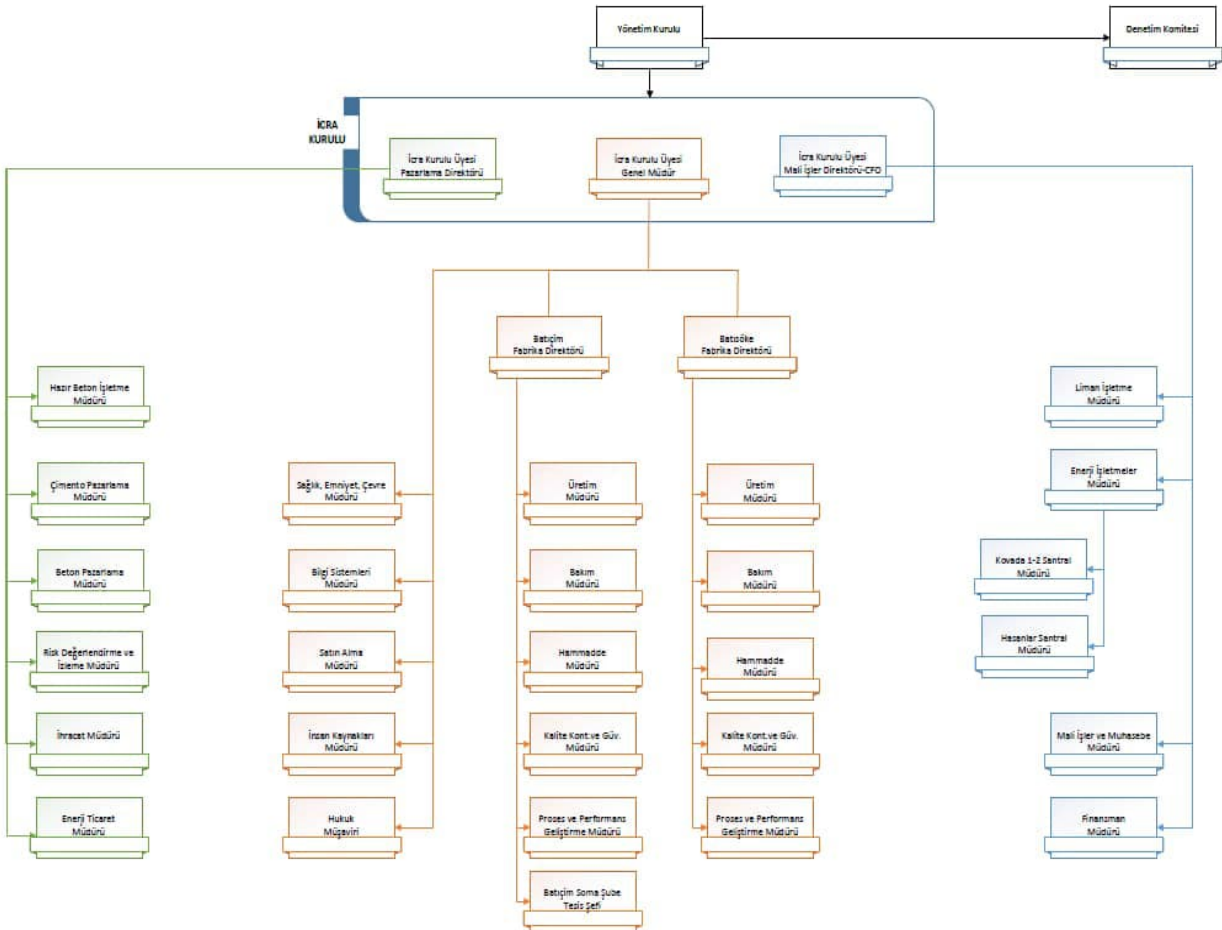 Yönetim Kurulu
Denetim Komitesi
İCRA
KURULU
İcra Kurulu Üyesi
Pazarlama Direktörü
İcra Kurulu Üyesi
Genel Müdür
İcra Kurulu Üyesi
Mali İşler Direktörü-CFO
Batıçim
Fabrika Direktörü
Batısöke
Fabrika Direktörü
Hazır Beton İşletme
Müdürü
Çimento Pazarlama
Müdürü
Beton Pazarlama
Müdürü
Risk Değerlendirme ve
İzleme Müdürü
İhracat Müdürü
Enerji Ticaret
Müdürü
Sağlık, Emniyet, Çevre
Müdürü
Bilgi Sistemleri
Müdürü
Satın Alma
Müdürü
İnsan Kaynakları
Müdürü
Hukuk
Müşaviri
Üretim
Müdürü
Bakım
Müdürü
Hammadde
Müdürü
Kalite Kont.ve Güv.
Müdürü
Proses ve Performans
Geliştirme Müdürü
Batıçim Soma Şube
Tesis Şefi
Üretim
Müdürü
Bakım
Müdürü
Hammadde
Müdürü
Kalite Kont.ve Güv.
Müdürü
Proses ve Performans
Geliştirme Müdürü
Liman İşletme
Müdürü
Enerji İşletmeler
Müdürü
Kovada 1-2 Santral
Müdürü
Hasanlar Santral
Müdürü
Mali İşler ve Muhasebe
Müdürü
Finansman
Müdürü